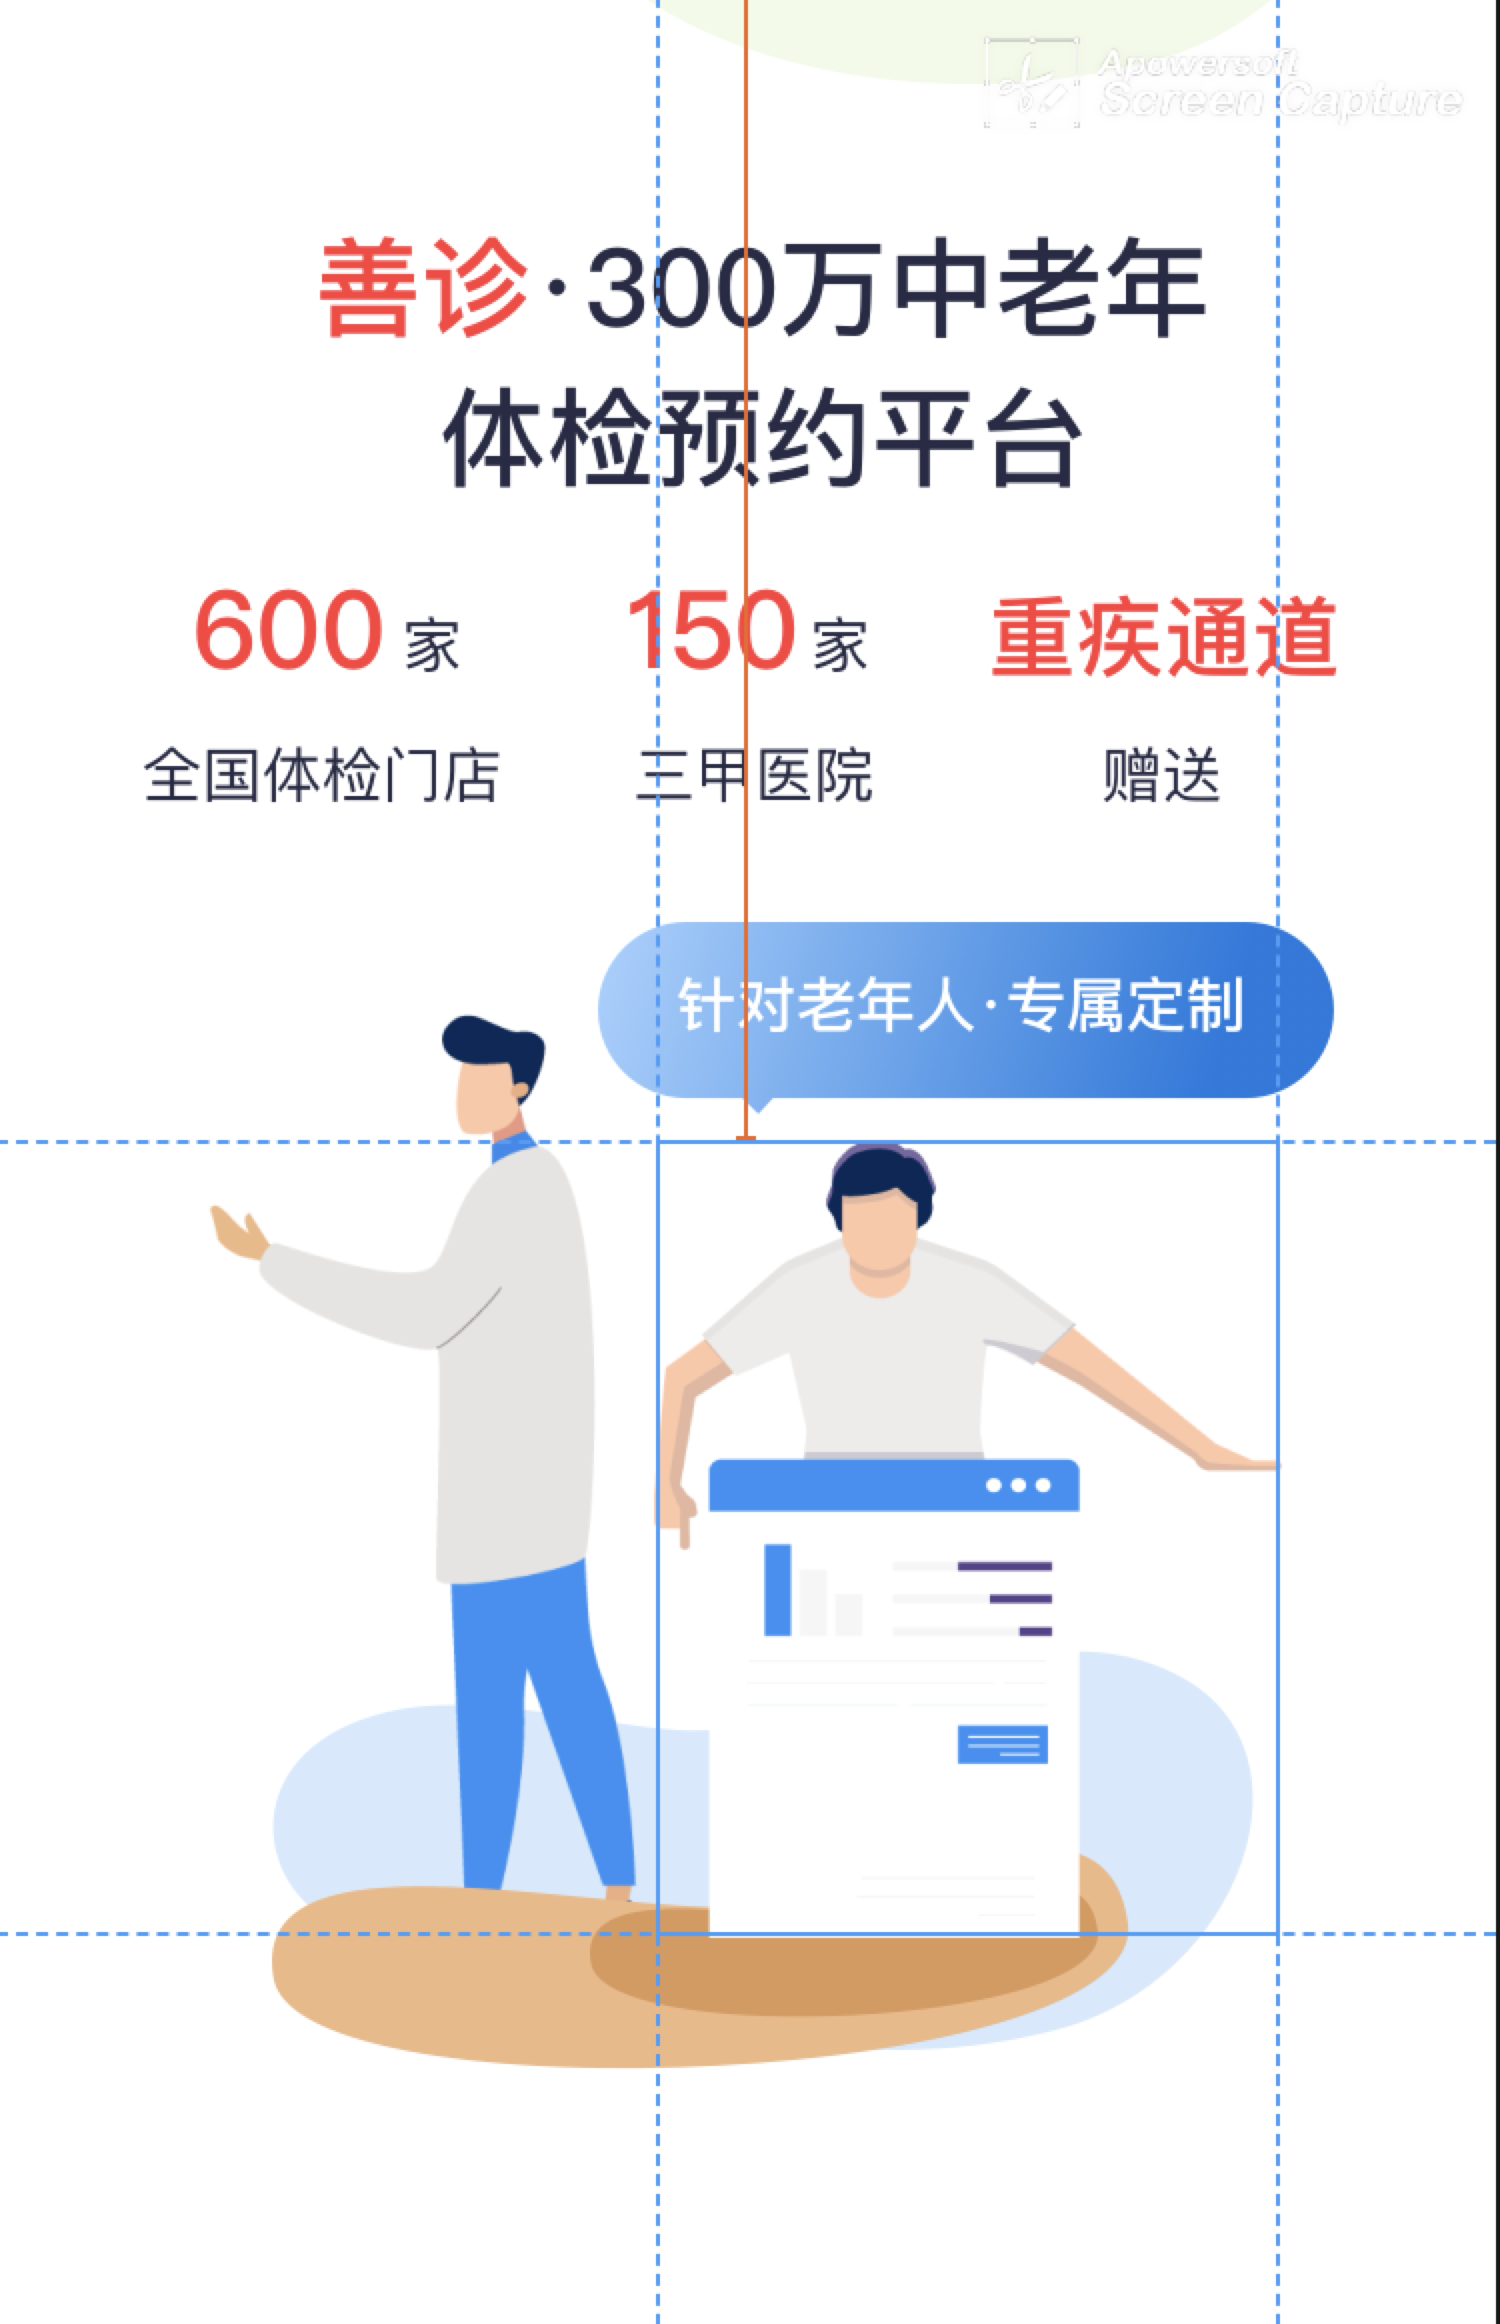 Apowersoft
Screen Capture
善诊·300万中老年
体检预约平台
600 家 150 家 重疾通道
全国体检门店 三甲医院 赠送
针对老年人·专属定制